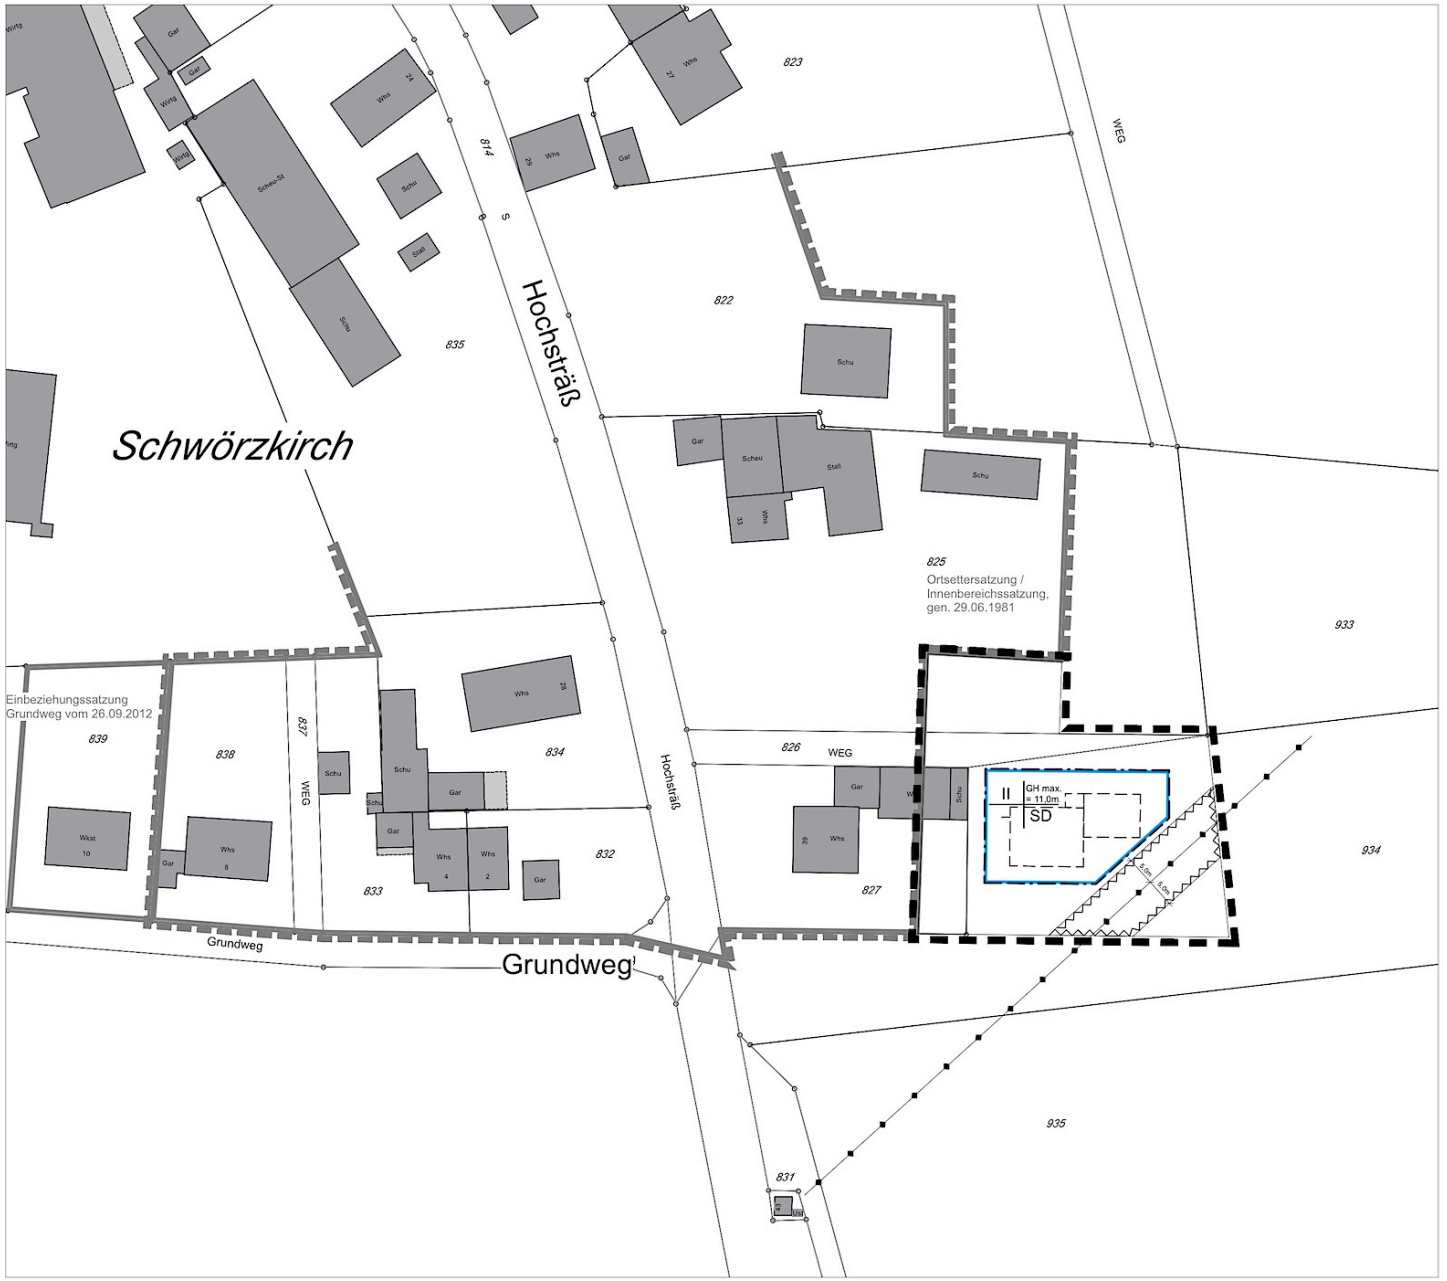 Wirtg
Gar
Gar
Wirtg
Wirtg
Whs
24
Whs
27
823
WEG
814
29
Whs
Gar
Scheu-St
Schu
S
Stall
Hochsträß
822
Schu
835
Schu
Schwörzkirch
Gar
Scheu
Stall
Schu
33
Whs
825
Ortsettersatzung /
Innenbereichssatzung,
gen. 29.06.1981
933
Einbeziehungssatzung
Grundweg vom 26.09.2012
839
838
837
WEG
Whs
28
834
826
WEG
Hochsträß
Schu
Schu
Gar
Schu
Gar
Gar
Schu
II
GH max.
= 11,0m
SD
Wkst
10
Whs
8
Gar
Gar
Whs
4
Whs
2
832
Gar
39
Whs
934
5.0m
5.0m
833
827
Grundweg
Grundweg
935
831
43